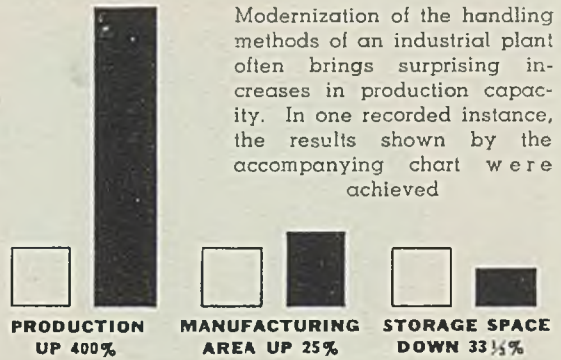 Modernization of the handling
methods of an industrial plant
often brings surprising in-
creases in production capac-
ity. In one recorded instance,
the results shown by the
accompanying chart were
achieved
PRODUCTION
UP 400%
MANUFACTURING
AREA UP 25%
STORAGE SPACE
DOWN 33⅓%